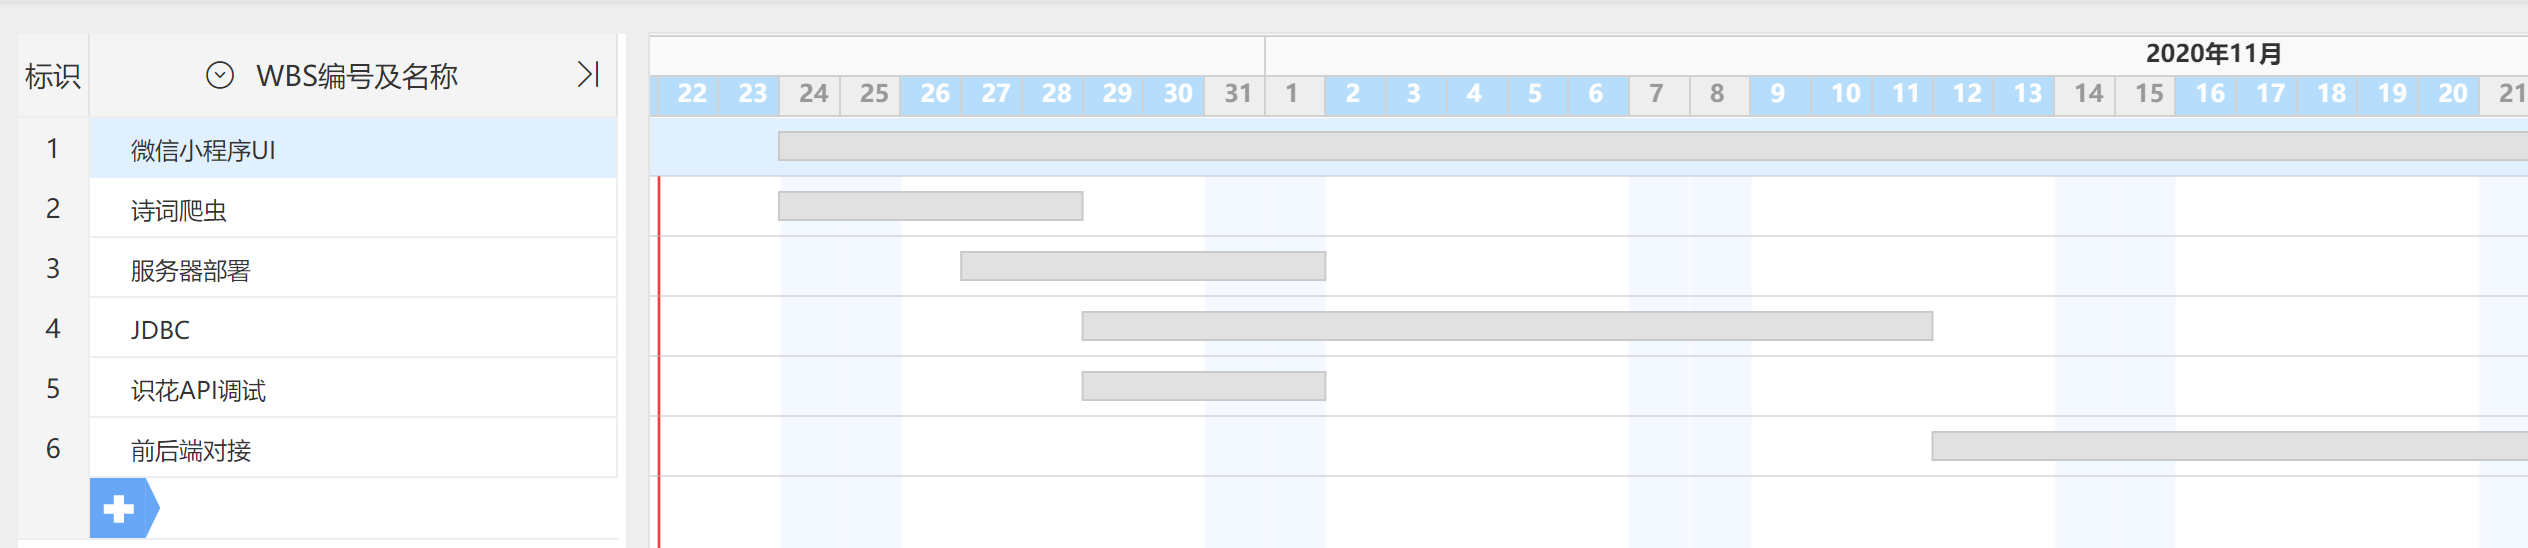 标识 WBS编号及名称 2020年11月
22 23 24 25 26 27 28 29 30 31 1 2 3 4 5 6 7 8 9 10 11 12 13 14 15 16 17 18 19 20 21
1 微信小程序UI
2 诗词爬虫
3 服务器部署
4 JDBC
5 识花API调试
6 前后端对接